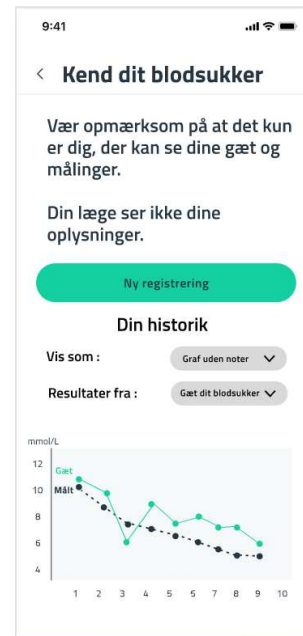 9:41
< Kend dit blodsukker
Vær opmærksom på at det kun
er dig, der kan se dine gæt og
målinger.
Din læge ser ikke dine
oplysninger.
Ny registrering
Din historik
Vis som :
Graf uden noter
Resultater fra :
Gæt dit blodsukker
mmol/L
12
Gæt
10
Målt
8
6
4
1 2 3 4 5 5 6 7 8 9 10